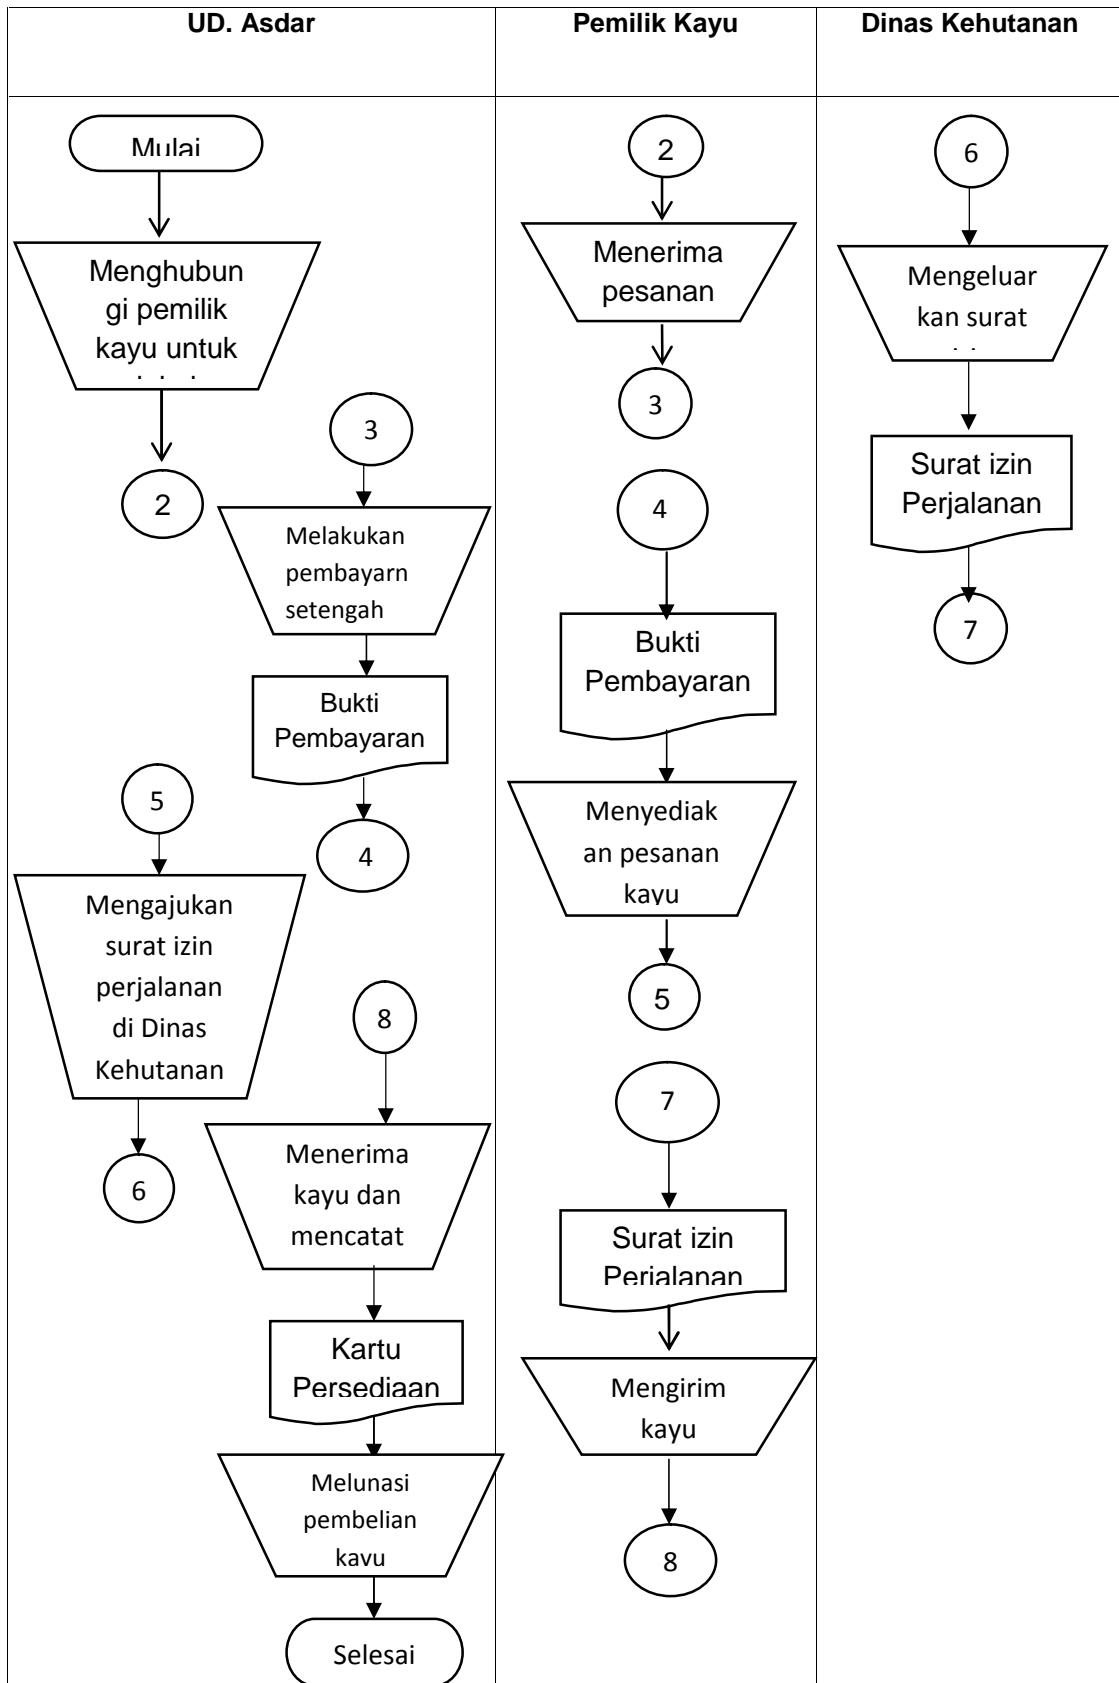 UD. Asdar
Pemilik Kayu
Dinas Kehutanan
Mulai
Menghubun
gi pemilik
kayu untuk
2
3
Melakukan
pembayarn
setengah
Bukti
Pembayaran
4
5
Mengajukan
surat izin
perjalanan
di Dinas
Kehutanan
6
8
Menerima
kayu dan
mencatat
Kartu
Persediaan
Melunasi
pembelian
kayu
Selesai
2
Menerima
pesanan
3
4
Bukti
Pembayaran
Menyediak
an pesanan
kayu
5
7
Surat izin
Perjalanan
Mengirim
kayu
8
6
Mengeluar
kan surat
Surat izin
Perjalanan
7